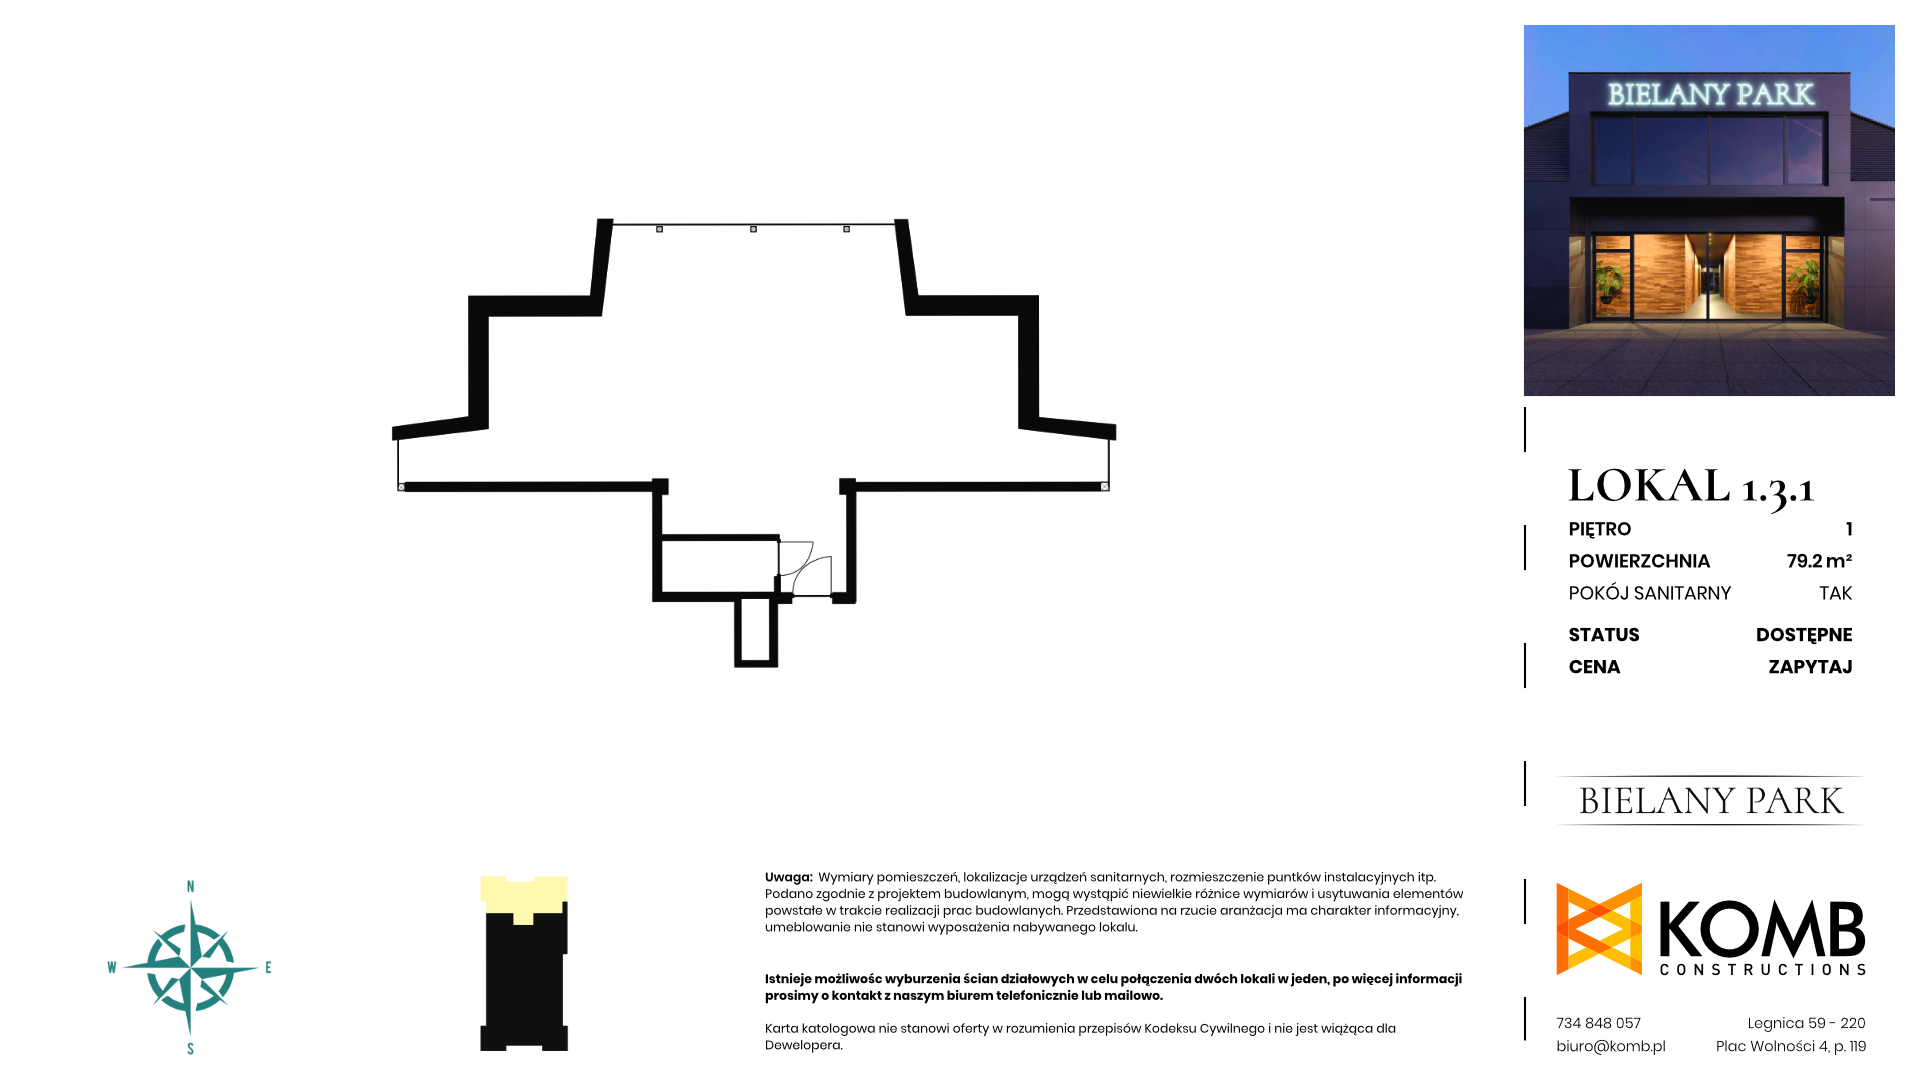 BIELANY PARK
LOKAL 1.3.1
PIĘTRO 1
POWIERZCHNIA 79.2 m²
POKÓJ SANITARNY TAK
STATUS DOSTĘPNE
CENA ZAPYTAJ
BIELANY PARK
KOMB
CONSTRUCTIONS
734 848 057 Legnica 59 - 220
biuro@komb.pl Plac Wolności 4, p. 119
N
W E
S
Uwaga: Wymiary pomieszczeń, lokalizacje urządzeń sanitarnych, rozmieszczenie puntków instalacyjnych itp.
Podano zgodnie z projektem budowlanym, mogą wystąpić niewielkie różnice wymiarów i usytuwania elementów
powstałe w trakcie realizacji prac budowlanych. Przedstawiona na rzucie aranżacja ma charakter informacyjny,
umeblowanie nie stanowi wyposażenia nabywanego lokalu.
Istnieje możliwośc wyburzenia ścian działowych w celu połączenia dwóch lokali w jeden, po więcej informacji
prosimy o kontakt z naszym biurem telefonicznie lub mailowo.
Karta katologowa nie stanowi oferty w rozumienia przepisów Kodeksu Cywilnego i nie jest wiążąca dla
Dewelopera.